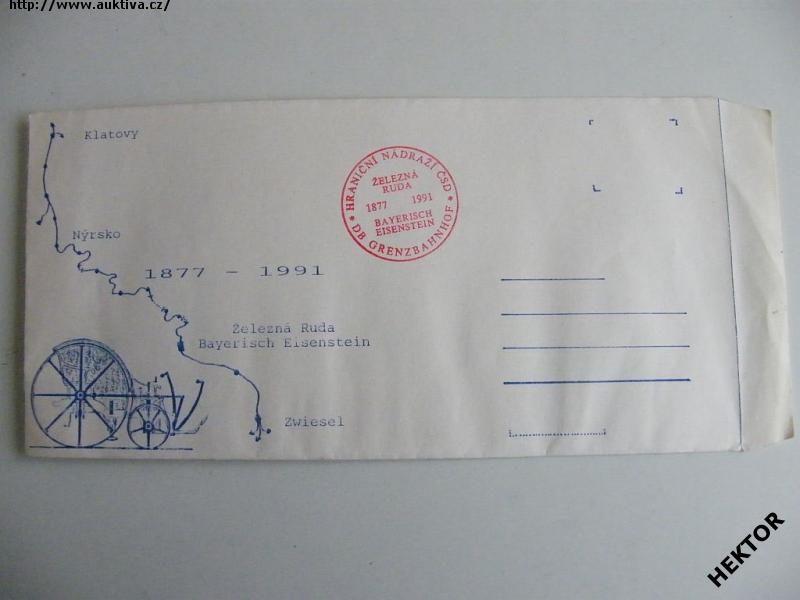 http://www.auktiva.cz/
Klatovy
HRANIČNÍ NÁDRAŽÍ ČSD
ŽELEZNÁ
RUDA
1877 1991
BAYERISCH
EISENSTEIN
* DB GRENZBAHNHOF *
Nýrsko
1877 - 1991
Železná Ruda
Bayerisch Eisenstein
Zwiesel
HEKTOR